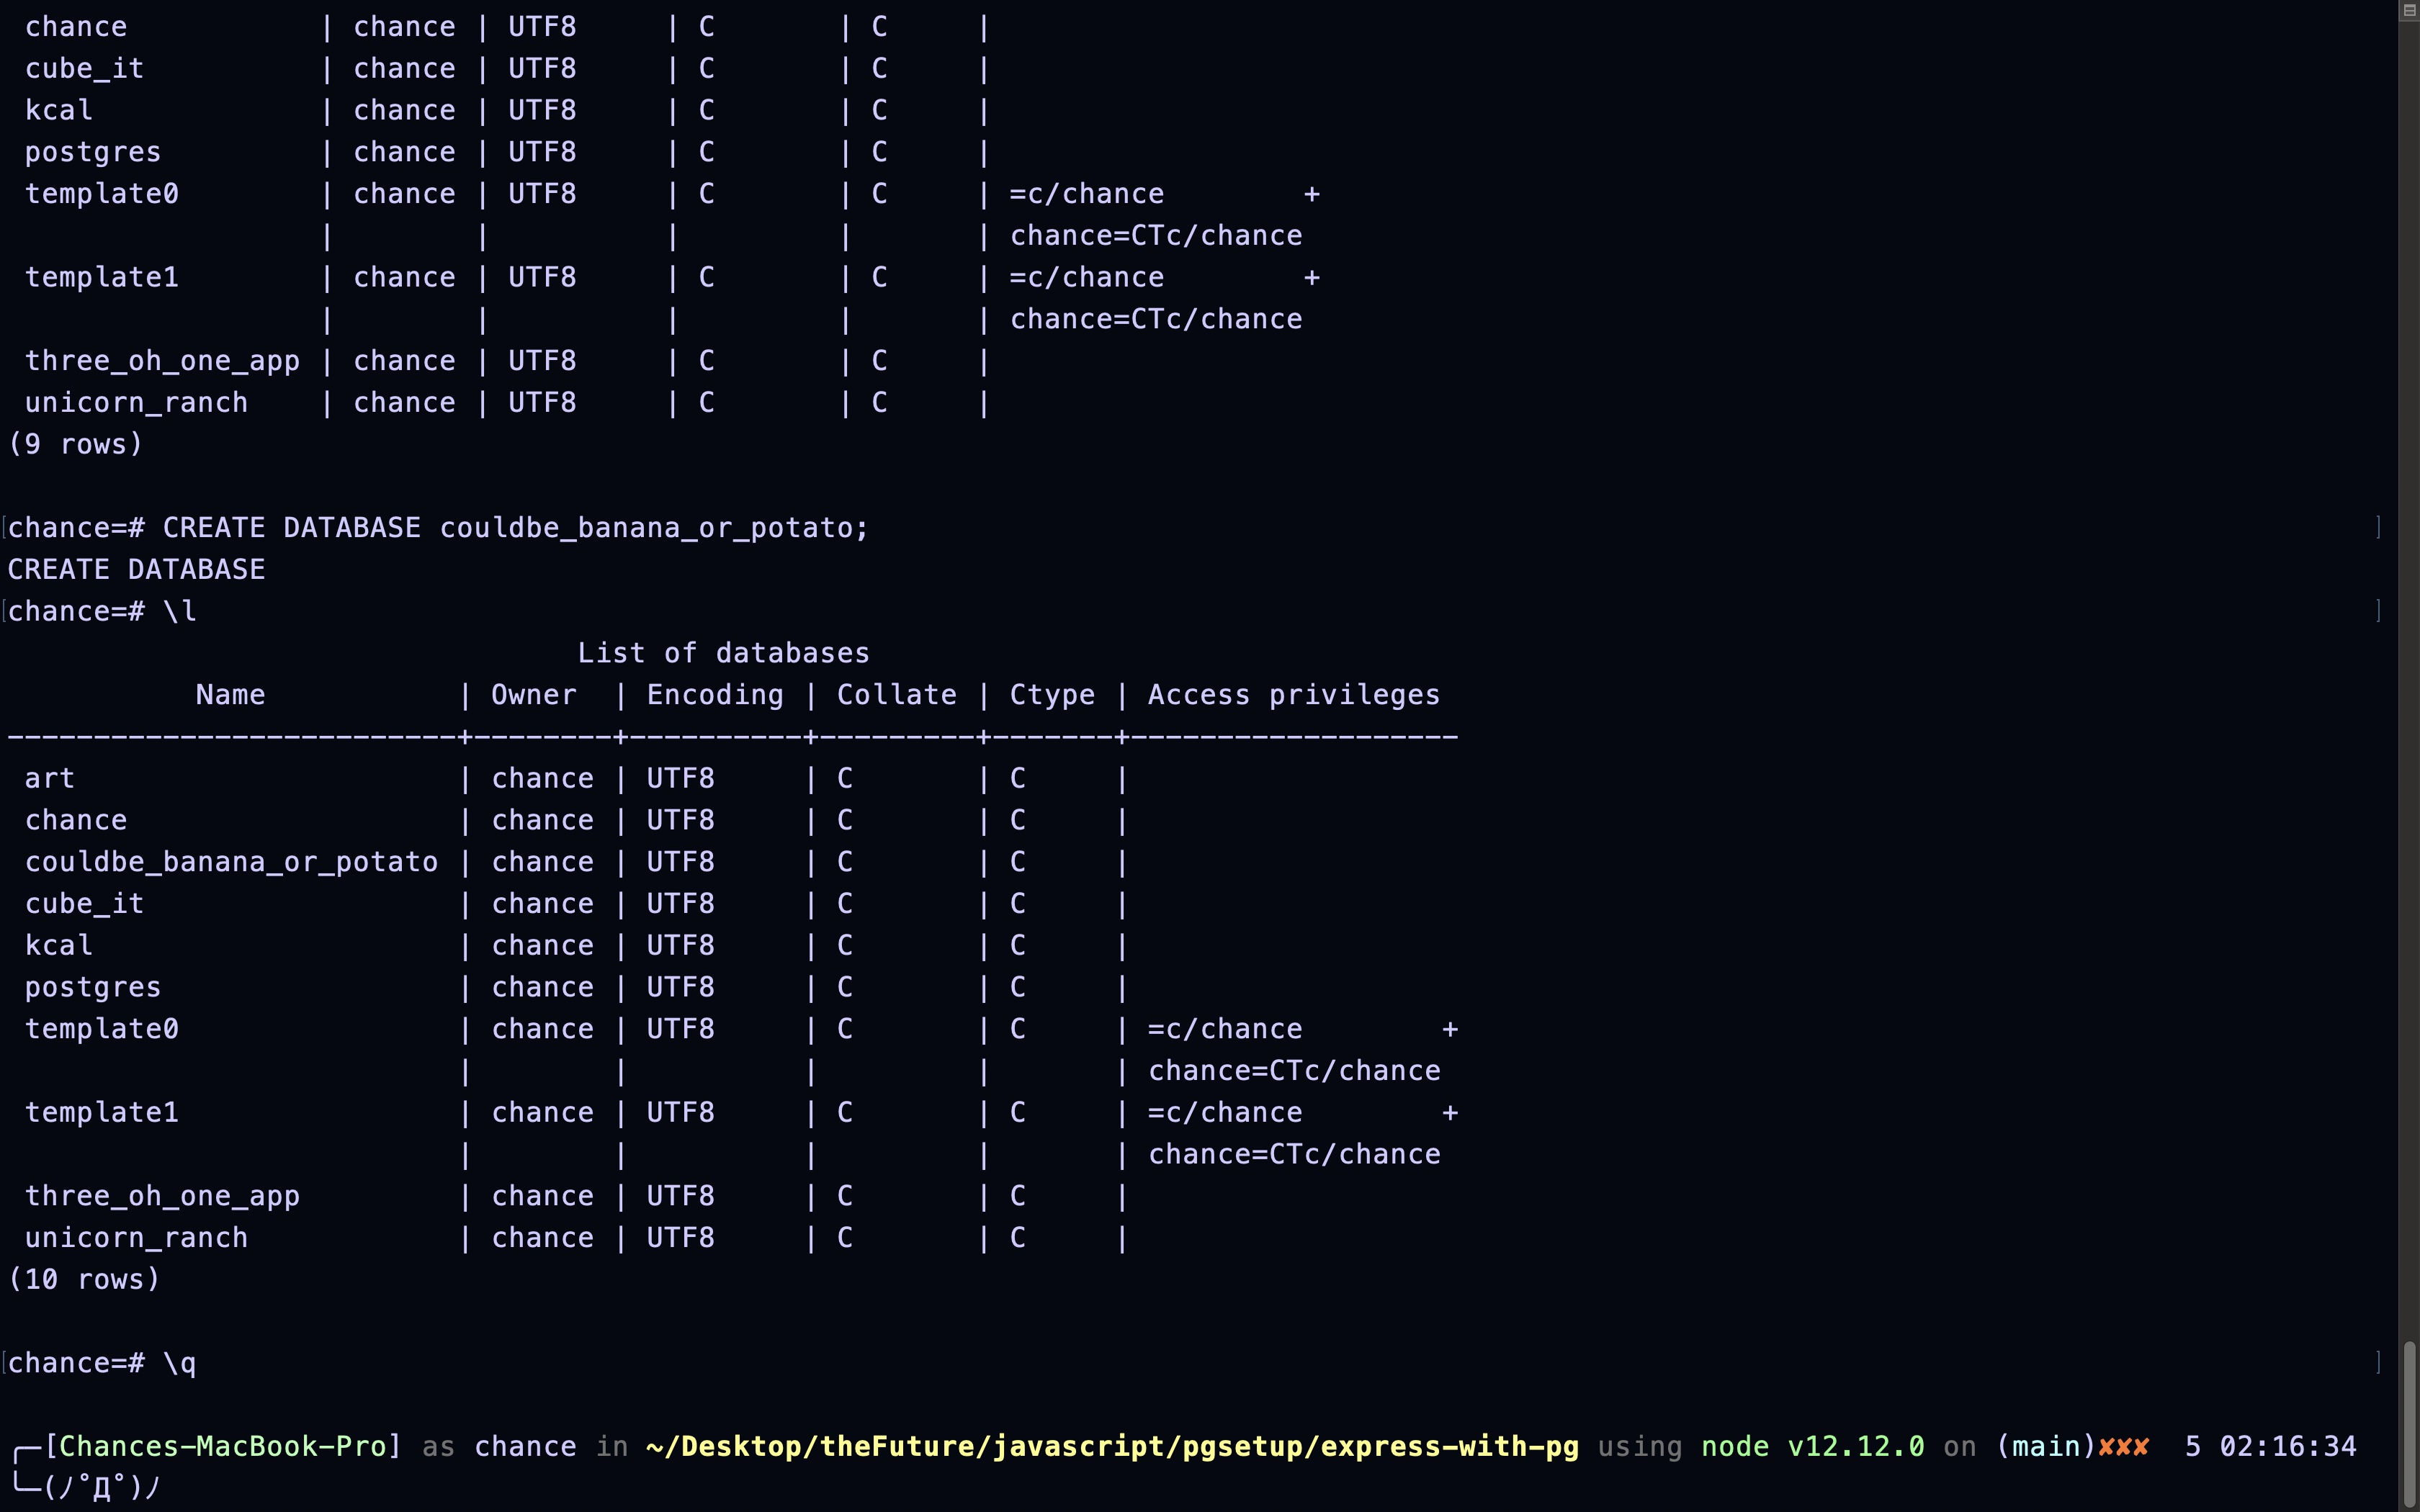 chance            | chance | UTF8     | C       | C     |
 cube_it           | chance | UTF8     | C       | C     |
 kcal              | chance | UTF8     | C       | C     |
 postgres          | chance | UTF8     | C       | C     |
 template0         | chance | UTF8     | C       | C     | =c/chance        +
                   |        |          |         |       | chance=CTc/chance
 template1         | chance | UTF8     | C       | C     | =c/chance        +
                   |        |          |         |       | chance=CTc/chance
 three_oh_one_app | chance | UTF8     | C       | C     |
 unicorn_ranch     | chance | UTF8     | C       | C     |
(9 rows)

[chance=# CREATE DATABASE couldbe_banana_or_potato; ]
CREATE DATABASE
[chance=# \l ]
                                 List of databases
           Name           | Owner  | Encoding | Collate | Ctype | Access privileges
--------------------------+--------+----------+---------+-------+-------------------
 art                      | chance | UTF8     | C       | C     |
 chance                   | chance | UTF8     | C       | C     |
 couldbe_banana_or_potato | chance | UTF8     | C       | C     |
 cube_it                  | chance | UTF8     | C       | C     |
 kcal                     | chance | UTF8     | C       | C     |
 postgres                 | chance | UTF8     | C       | C     |
 template0                | chance | UTF8     | C       | C     | =c/chance        +
                          |        |          |         |       | chance=CTc/chance
 template1                | chance | UTF8     | C       | C     | =c/chance        +
                          |        |          |         |       | chance=CTc/chance
 three_oh_one_app         | chance | UTF8     | C       | C     |
 unicorn_ranch            | chance | UTF8     | C       | C     |
(10 rows)

[chance=# \q ]

╭─[Chances-MacBook-Pro] as chance in ~/Desktop/theFuture/javascript/pgsetup/express-with-pg using node v12.12.0 on (main)✘✘✘ 5 02:16:34
╰─(ﾉ˚Д˚)ﾉ